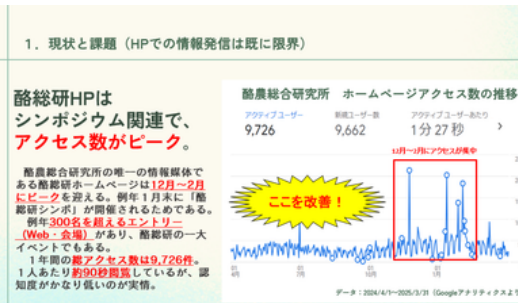 1．現状と課題（HPでの情報発信は既に限界）
酪総研HPは
シンポジウム関連で、
アクセス数がピーク。
酪農総合研究所の唯一の情報媒体で
ある酪総研ホームページは12月〜2月
にピークを迎える。例年１月末に「酪
総研シンポ」が開催されるためである。
例年300名を超えるエントリー
（Web・会場）があり、酪総研の一大
イベントでもある。
１年間の総アクセス数は9,726件。
１人あたり約90秒閲覧しているが、認
知度がかなり低いのが実情。
酪農総合研究所　ホームページアクセス数の推移
アクティブユーザー 新規ユーザー数 アクティブユーザーあたり
9,726 9,662 1分27秒
12月〜2月にアクセスが集中
ここを改善！
01 01 01 01
4月 7月 10月 1月
データ：2024/4/1〜2025/3/31（Googleアナリティクスよ